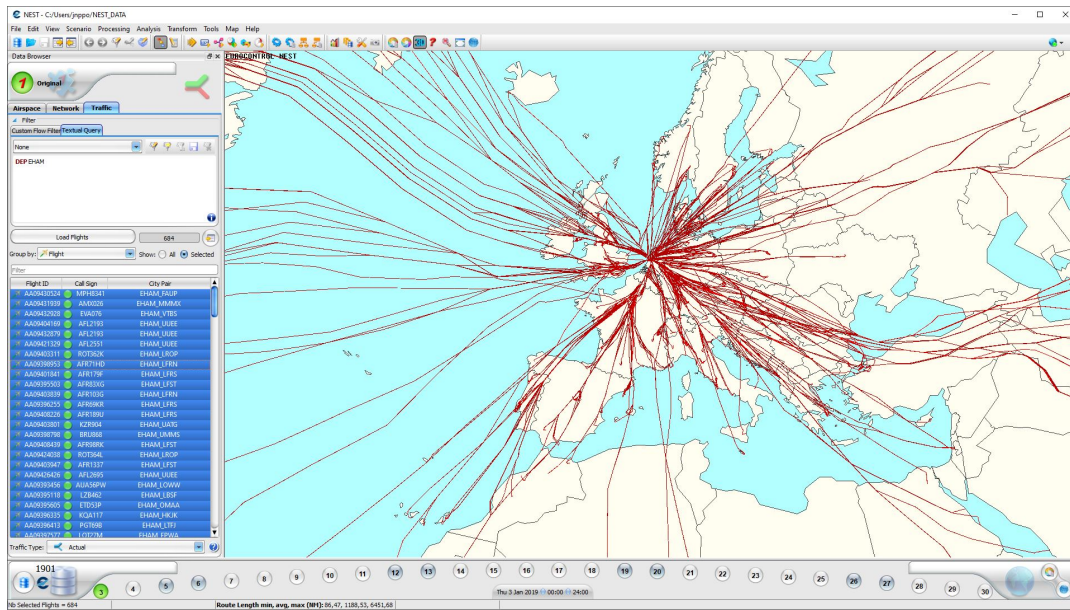 NEST - C:/Users/jnppo/NEST_DATA
File Edit View Scenario Processing Analysis Transform Tools Map Help
Data Browser
EUROCONTROL NEST
1 Original
Airspace Network Traffic
Filter
Custom Flow Filter Textual Query
None
DEP EHAM
Load Flights 684
Group by: Flight Show: All Selected
Filter
Flight ID Call Sign City Pair
AA09430524 MPH8341 EHAM_FAUP
AA09431939 AMX026 EHAM_MMMX
AA09432928 EVA076 EHAM_VTBS
AA09404169 AFL2193 EHAM_UUEE
AA09432879 AFL2193 EHAM_UUEE
AA09421329 AFL2551 EHAM_UUEE
AA09403311 ROT362K EHAM_LROP
AA09398953 AFR71HD EHAM_LFRN
AA09401841 AFR179F EHAM_LFRS
AA09395503 AFR83XG EHAM_LFST
AA09403839 AFR103G EHAM_LFRN
AA09396255 AFR69KR EHAM_LFRS
AA09408226 AFR189U EHAM_LFRS
AA09403801 KZR904 EHAM_UATG
AA09398798 BRU868 EHAM_UMMS
AA09408439 AFR98RK EHAM_LFST
AA09424038 ROT364L EHAM_LROP
AA09403947 AFR1337 EHAM_LFST
AA09426426 AFL2695 EHAM_UUEE
AA09393456 AUA56PW EHAM_LOWW
AA09395118 LZB462 EHAM_LBSF
AA09395605 ETD53P EHAM_OMAA
AA09396335 KQA117 EHAM_HKJK
AA09396413 PGT69B EHAM_LTFJ
AA09397577 LOT27M EHAM_EPWA
Traffic Type: Actual
1901
3 4 5 6 7 8 9 10 11 12 13 14 15 16 17 18 19 20 21 22 23 24 25 26 27 28 29 30
Thu 3 Jan 2019 00:00 24:00
Nb Selected Flights = 684 Route Length min, avg, max (NM): 86,47, 1188,53, 6451,68